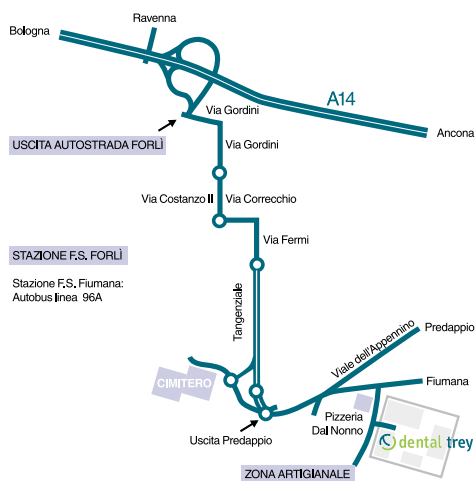 Ravenna
Bologna
A14
Via Gordini
Ancona
USCITA AUTOSTRADA FORLÌ
Via Gordini
Via Costanzo II
Via Correcchio
Via Fermi
STAZIONE F.S. FORLÌ
Stazione F.S. Fiumana:
Autobus linea 96A
Tangenziale
Viale dell'Appennino
Predappio
CIMITERO
Fiumana
Uscita Predappio
Pizzeria
Dal Nonno
dental trey
ZONA ARTIGIANALE